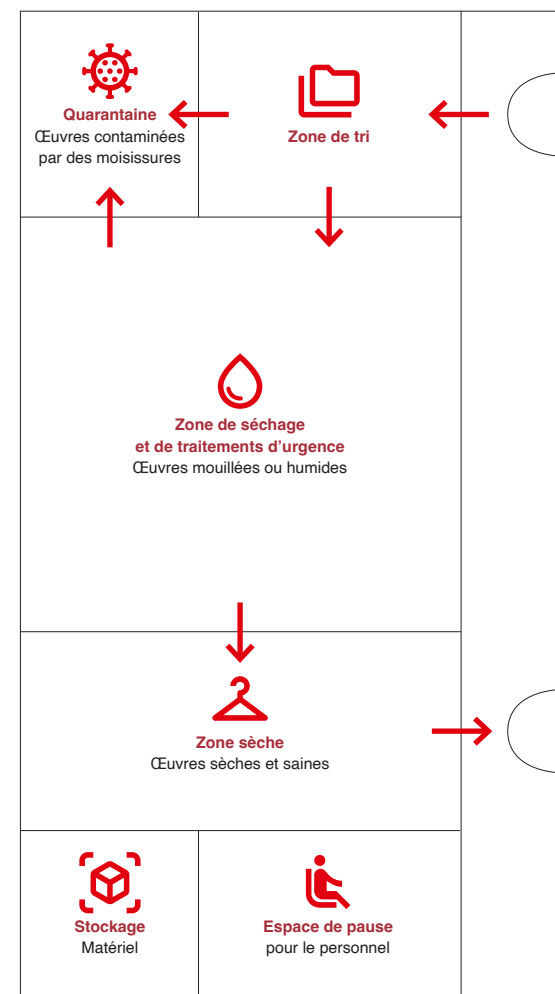 Quarantaine
Œuvres contaminées
par des moisissures
Zone de tri
Zone de séchage
et de traitements d’urgence
Œuvres mouillées ou humides
Zone sèche
Œuvres sèches et saines
Stockage
Matériel
Espace de pause
pour le personnel